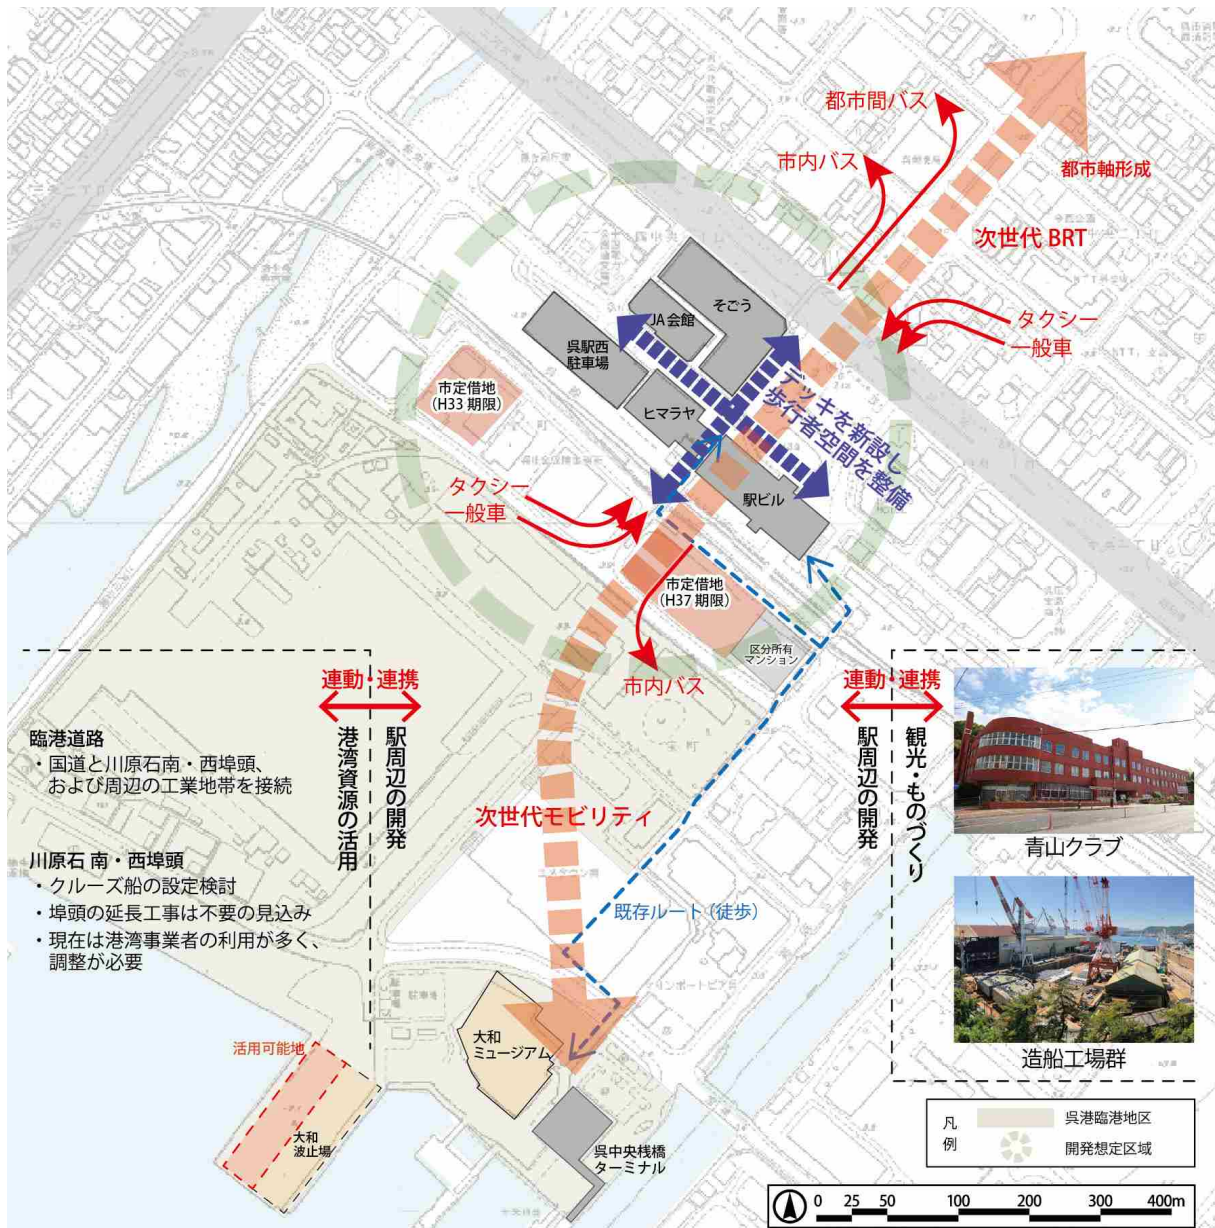 都市間バス
市内バス
都市軸形成
次世代 BRT
そごう
JA 会館
タクシー
一般車
呉駅西
駐車場
市定借地
(H33 期限)
ヒマラヤ
デッキを新設し
歩行者空間を整備
駅ビル
タクシー
一般車
市定借地
(H37 期限)
区分所有
マンション
市内バス
連動・連携
港湾資源の活用
駅周辺の開発
臨港道路
・国道と川原石南・西埠頭、
および周辺の工業地帯を接続
川原石 南・西埠頭
・クルーズ船の設定検討
・埠頭の延長工事は不要の見込み
・現在は港湾事業者の利用が多く、
調整が必要
次世代モビリティ
連動・連携
駅周辺の開発
観光・ものづくり
青山クラブ
造船工場群
既存ルート（徒歩）
活用可能地
大和
波止場
大和
ミュージアム
呉中央桟橋
ターミナル
凡
例
呉港臨港地区
開発想定区域
0 25 50 100 200 300 400m